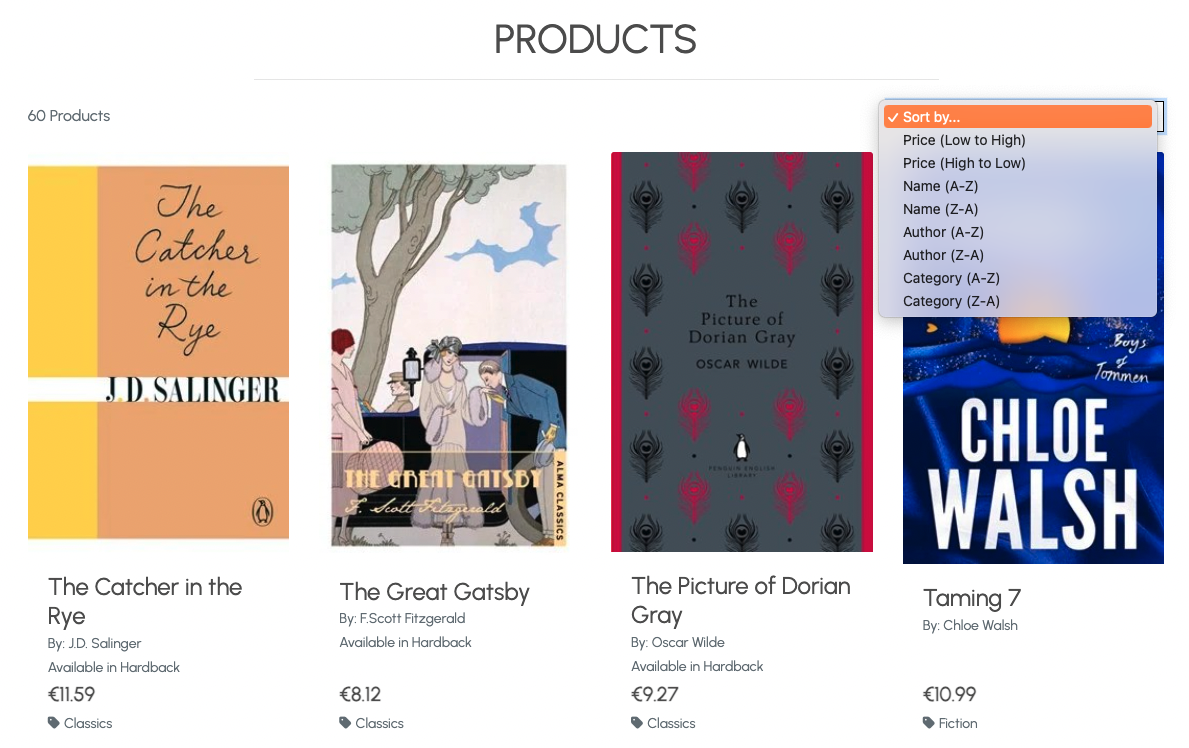 PRODUCTS
60 Products
✓ Sort by...
Price (Low to High)
Price (High to Low)
Name (A-Z)
Name (Z-A)
Author (A-Z)
Author (Z-A)
Category (A-Z)
Category (Z-A)
The
Catcher
in the
Rye
J.D. SALINGER
THE GREAT GATSBY
F. Scott Fitzgerald
ALMA CLASSICS
The
Picture of
Dorian Gray
OSCAR WILDE
PENGUIN ENGLISH
LIBRARY
Boys
of
Tommen
CHLOE
WALSH
The Catcher in the
Rye
By: J.D. Salinger
Available in Hardback
€11.59
Classics
The Great Gatsby
By: F.Scott Fitzgerald
Available in Hardback
€8.12
Classics
The Picture of Dorian
Gray
By: Oscar Wilde
Available in Hardback
€9.27
Classics
Taming 7
By: Chloe Walsh
€10.99
Fiction